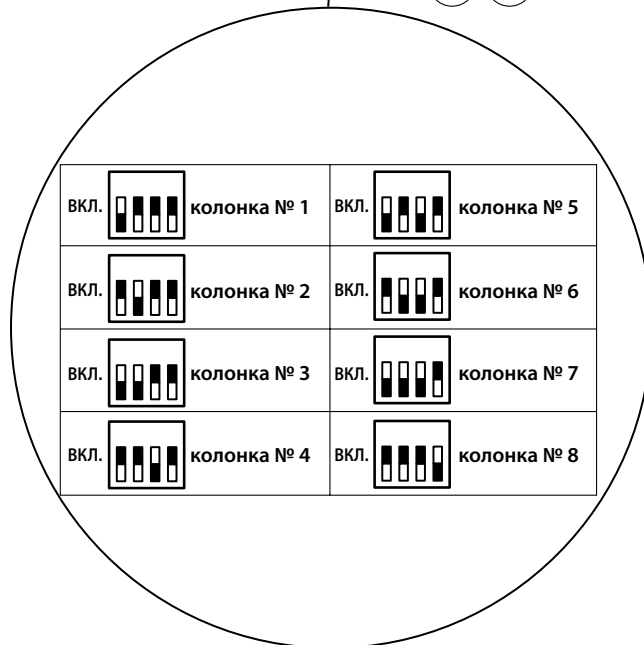 ВКЛ. колонка № 1
ВКЛ. колонка № 5
ВКЛ. колонка № 2
ВКЛ. колонка № 6
ВКЛ. колонка № 3
ВКЛ. колонка № 7
ВКЛ. колонка № 4
ВКЛ. колонка № 8